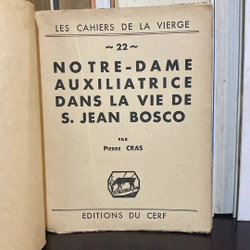 LES CAHIERS DE LA VIERGE
~ 22 ~
NOTRE-DAME
AUXILIATRICE
DANS LA VIE DE
S. JEAN BOSCO
PAR
PIERRE CRAS
EDITIONS DU CERF